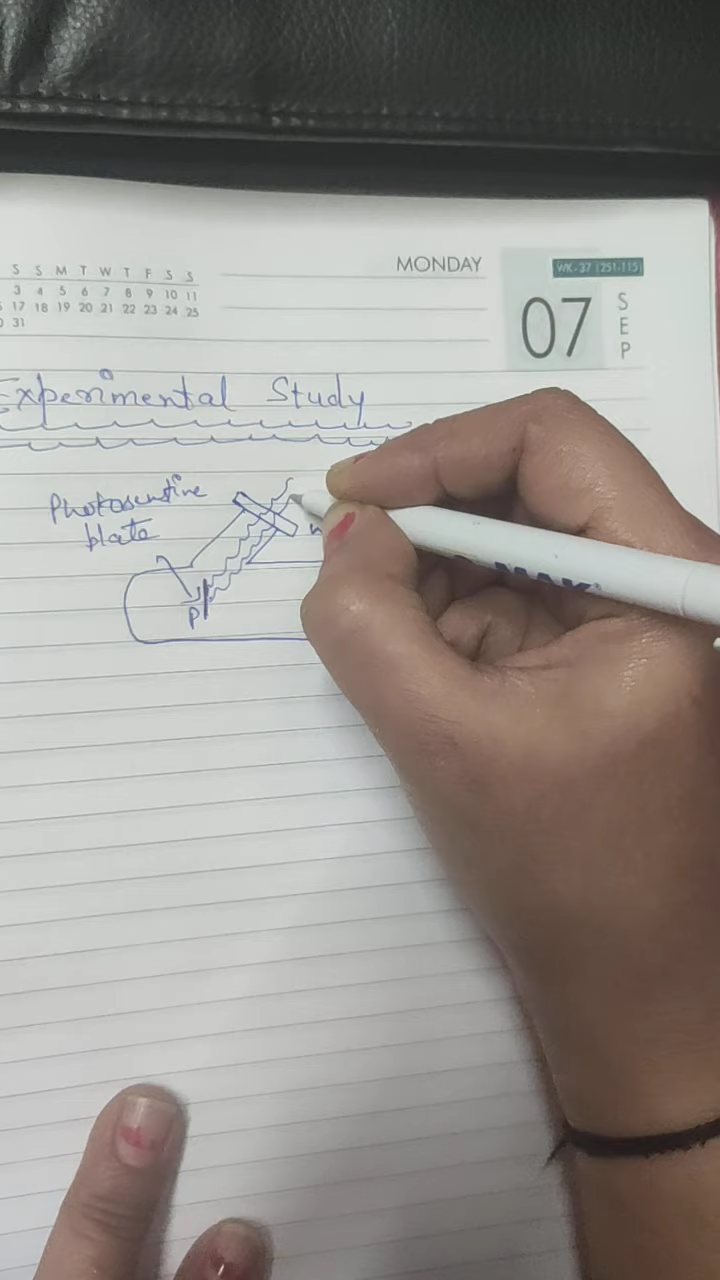 S S M T W T F S S
3 4 5 6 7 8 9 10 11
17 18 19 20 21 22 23 24 25
31
MONDAY
WK-37 (251-115)
07
SEP
Experimental Study
Photosensitive
plate
P